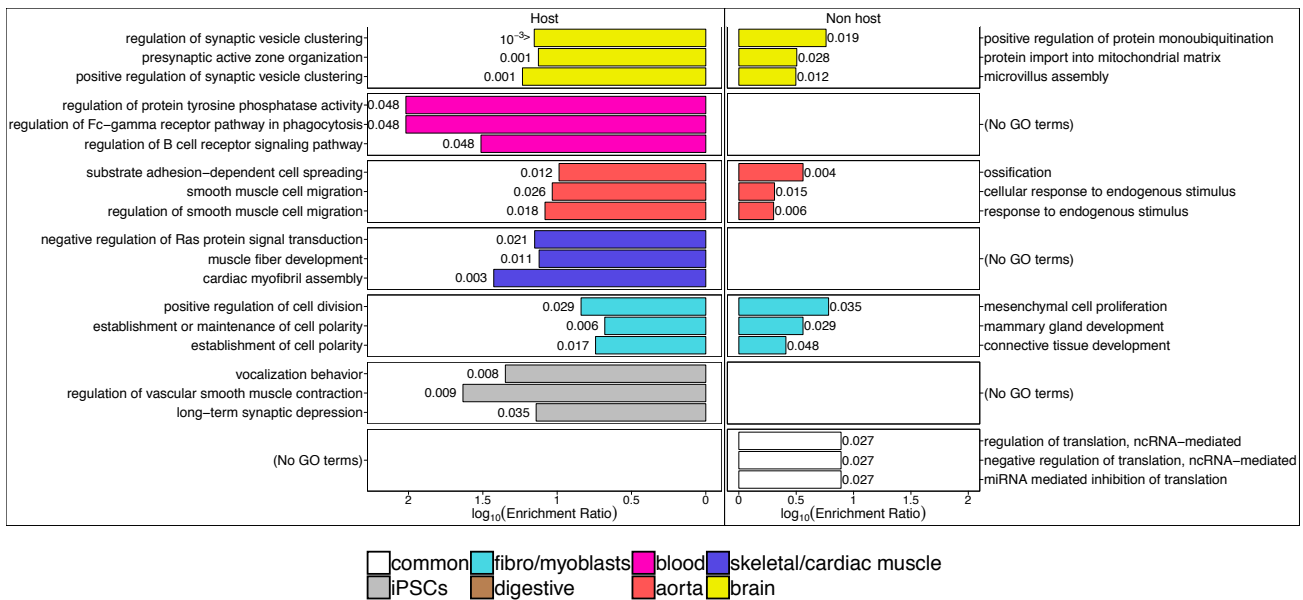 Host Non host
regulation of synaptic vesicle clustering 10⁻³> 0.019 positive regulation of protein monoubiquitination
presynaptic active zone organization 0.001 0.028 protein import into mitochondrial matrix
positive regulation of synaptic vesicle clustering 0.001 0.012 microvillus assembly
regulation of protein tyrosine phosphatase activity 0.048
regulation of Fc−gamma receptor pathway in phagocytosis 0.048 (No GO terms)
regulation of B cell receptor signaling pathway 0.048
substrate adhesion−dependent cell spreading 0.012 0.004 ossification
smooth muscle cell migration 0.026 0.015 cellular response to endogenous stimulus
regulation of smooth muscle cell migration 0.018 0.006 response to endogenous stimulus
negative regulation of Ras protein signal transduction 0.021
muscle fiber development 0.011 (No GO terms)
cardiac myofibril assembly 0.003
positive regulation of cell division 0.029 0.035 mesenchymal cell proliferation
establishment or maintenance of cell polarity 0.006 0.029 mammary gland development
establishment of cell polarity 0.017 0.048 connective tissue development
vocalization behavior 0.008
regulation of vascular smooth muscle contraction 0.009 (No GO terms)
long−term synaptic depression 0.035
0.027 regulation of translation, ncRNA−mediated
(No GO terms) 0.027 negative regulation of translation, ncRNA−mediated
0.027 miRNA mediated inhibition of translation
2 1.5 1 0.5 0 0 0.5 1 1.5 2
log₁₀(Enrichment Ratio) log₁₀(Enrichment Ratio)
common fibro/myoblasts blood skeletal/cardiac muscle
iPSCs digestive aorta brain